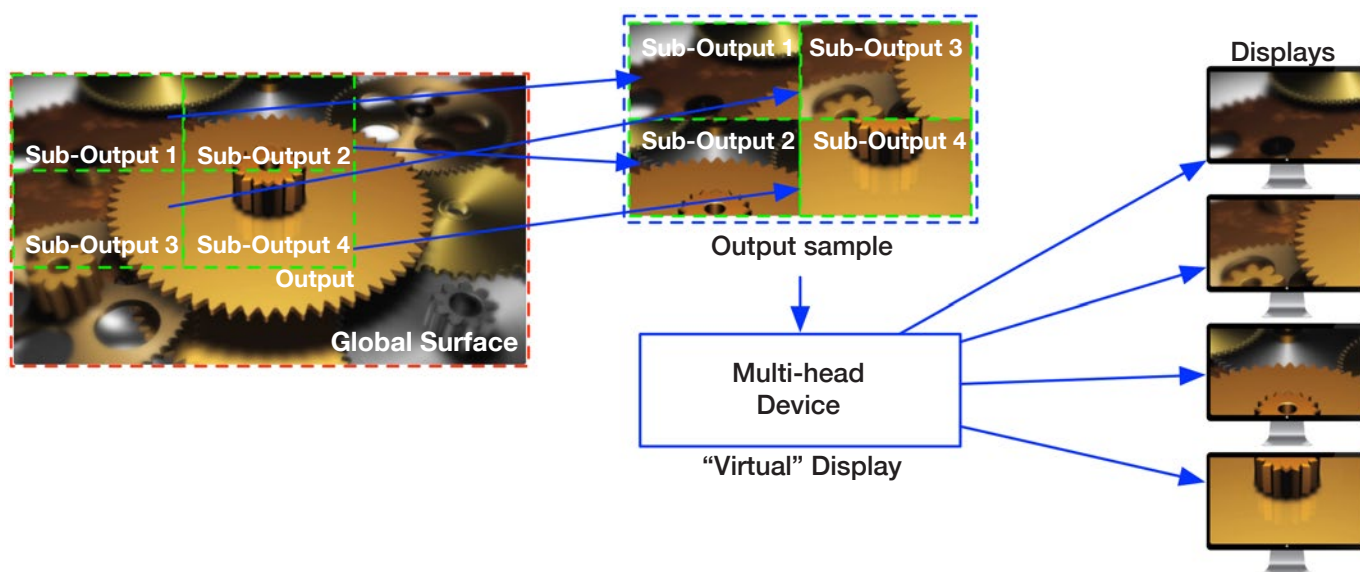 Sub-Output 1
Sub-Output 2
Sub-Output 3
Sub-Output 4
Output
Global Surface
Sub-Output 1
Sub-Output 3
Sub-Output 2
Sub-Output 4
Output sample
Multi-head
Device
“Virtual” Display
Displays